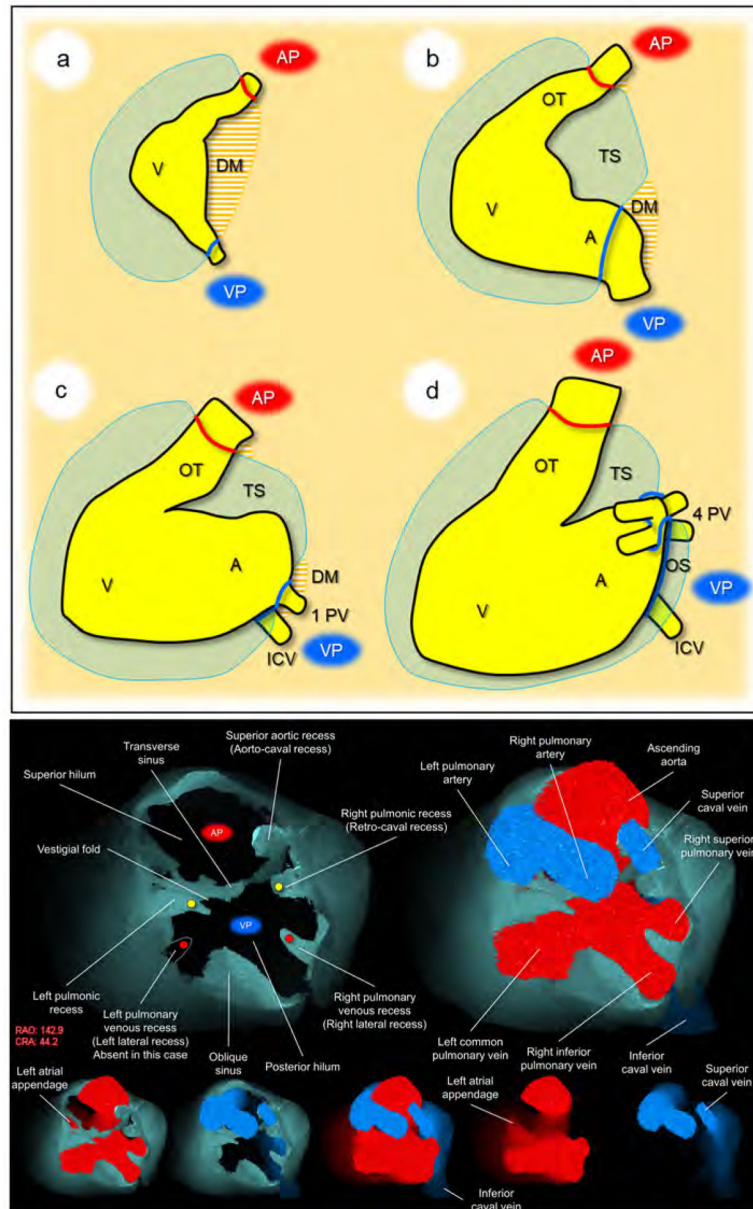 a
AP
V
DM
VP
b
AP
OT
TS
V
DM
A
VP
c
AP
OT
TS
V
A
DM
1 PV
ICV
VP
d
AP
OT
TS
4 PV
V
A
OS
VP
ICV
Superior aortic recess
(Aorto-caval recess)
Transverse
sinus
Superior hilum
AP
Right pulmonic recess
(Retro-caval recess)
Vestigial fold
VP
Left pulmonic
recess
Left pulmonary
venous recess
(Left lateral recess)
Absent in this case
Oblique
sinus
Posterior hilum
Right pulmonary
venous recess
(Right lateral recess)
RAO: 142.9
CRA: 44.2
Right pulmonary
artery
Left pulmonary
artery
Ascending
aorta
Superior
caval vein
Right superior
pulmonary vein
Left common
pulmonary vein
Right inferior
pulmonary vein
Inferior
caval vein
Left atrial
appendage
Left atrial
appendage
Superior
caval vein
Inferior
caval vein